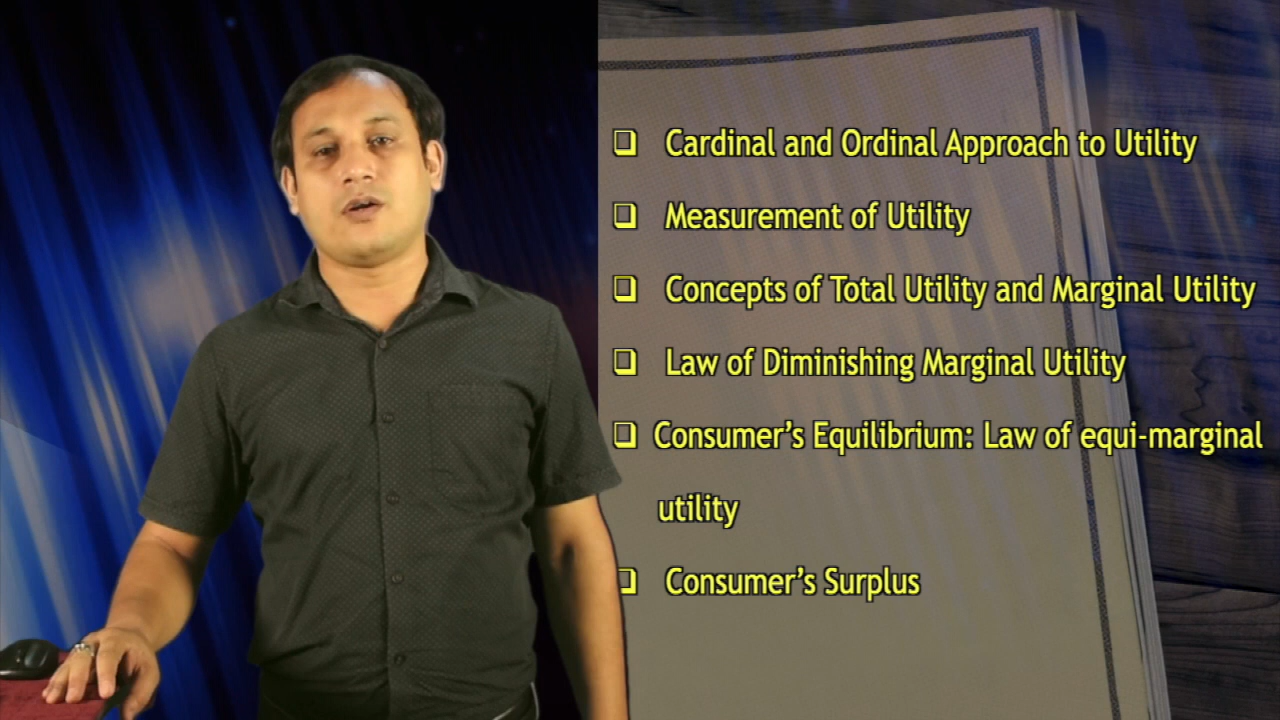 ❑ Cardinal and Ordinal Approach to Utility
❑ Measurement of Utility
❑ Concepts of Total Utility and Marginal Utility
❑ Law of Diminishing Marginal Utility
❑ Consumer’s Equilibrium: Law of equi-marginal
utility
❑ Consumer’s Surplus